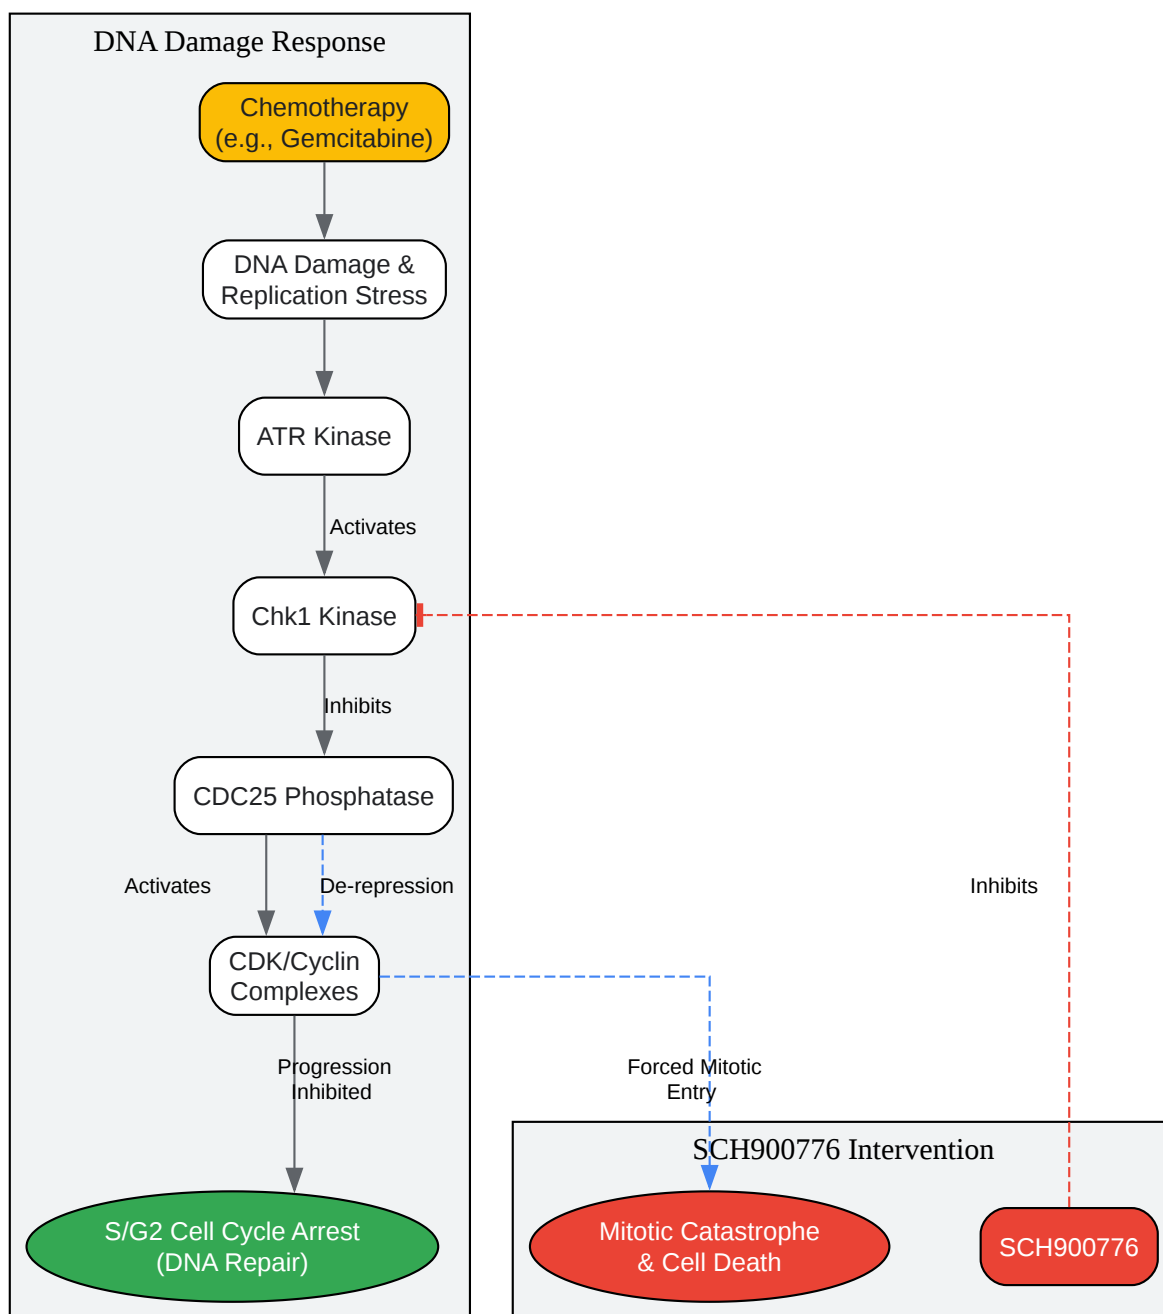 DNA Damage Response
Chemotherapy
(e.g., Gemcitabine)
DNA Damage &
Replication Stress
ATR Kinase
Activates
Chk1 Kinase
Inhibits
CDC25 Phosphatase
Activates
De-repression
Inhibits
CDK/Cyclin
Complexes
Progression
Inhibited
Forced Mitotic
Entry
SCH900776 Intervention
S/G2 Cell Cycle Arrest
(DNA Repair)
Mitotic Catastrophe
& Cell Death
SCH900776